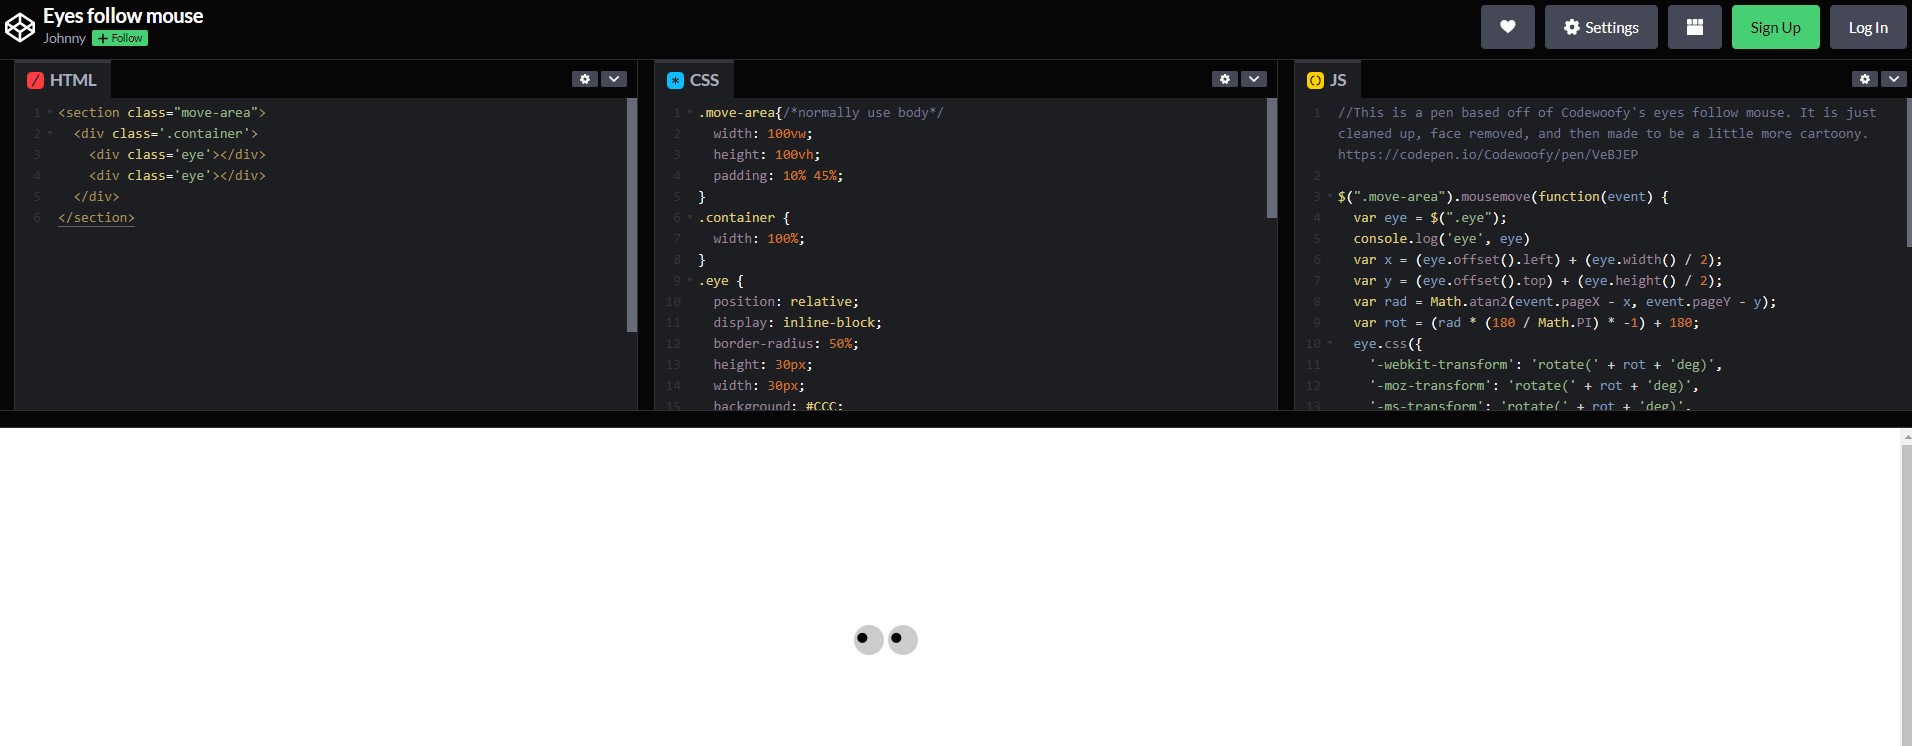 Eyes follow mouse
Johnny + Follow
Settings
Sign Up
Log In
HTML
1 <section class="move-area">
2 <div class='.container'>
3 <div class='eye'></div>
4 <div class='eye'></div>
5 </div>
6 </section>
CSS
1 .move-area{/*normally use body*/
2 width: 100vw;
3 height: 100vh;
4 padding: 10% 45%;
5 }
6 .container {
7 width: 100%;
8 }
9 .eye {
10 position: relative;
11 display: inline-block;
12 border-radius: 50%;
13 height: 30px;
14 width: 30px;
15 background: #CCC;
JS
1 //This is a pen based off of Codewoofy's eyes follow mouse. It is just
cleaned up, face removed, and then made to be a little more cartoony.
https://codepen.io/Codewoofy/pen/VeBJEP
2
3 $(".move-area").mousemove(function(event) {
4 var eye = $(".eye");
5 console.log('eye', eye)
6 var x = (eye.offset().left) + (eye.width() / 2);
7 var y = (eye.offset().top) + (eye.height() / 2);
8 var rad = Math.atan2(event.pageX - x, event.pageY - y);
9 var rot = (rad * (180 / Math.PI) * -1) + 180;
10 eye.css({
11 '-webkit-transform': 'rotate(' + rot + 'deg)',
12 '-moz-transform': 'rotate(' + rot + 'deg)',
13 '-ms-transform': 'rotate(' + rot + 'deg)',